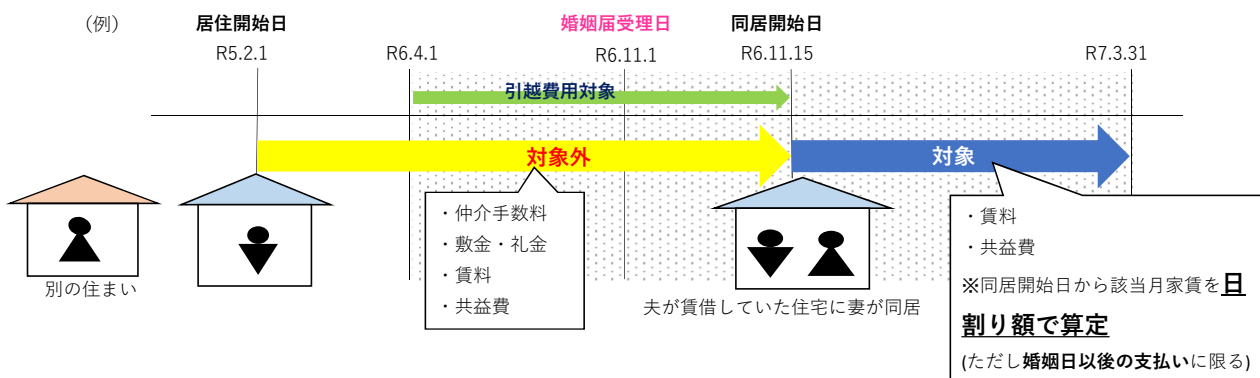 (例)
居住開始日
婚姻届受理日
同居開始日
R5.2.1
R6.4.1
R6.11.1
R6.11.15
R7.3.31
引越費用対象
対象外
対象
・仲介手数料
・敷金・礼金
・賃料
・共益費
別の住まい
夫が賃借していた住宅に妻が同居
・賃料
・共益費
※同居開始日から該当月家賃を日
割り額で算定
(ただし婚姻日以後の支払いに限る)